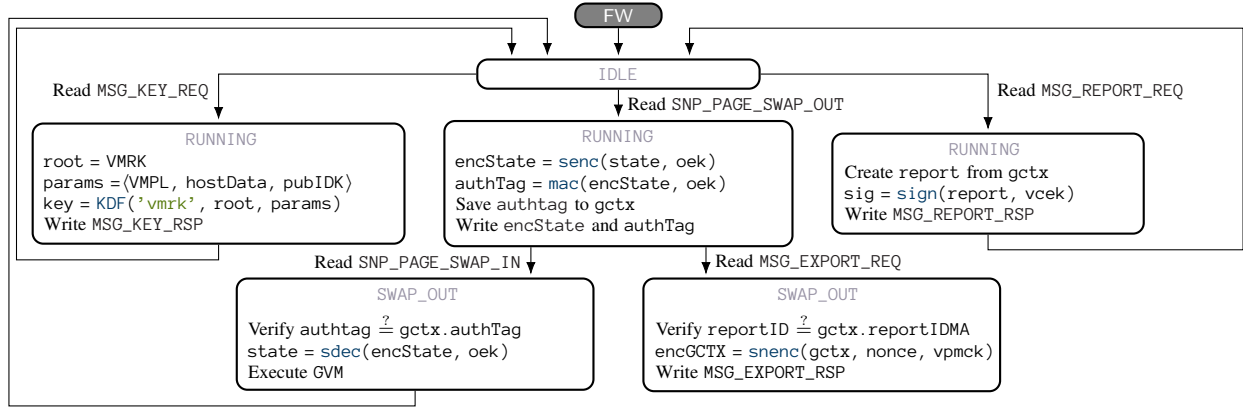 FW
IDLE
Read MSG_KEY_REQ
Read SNP_PAGE_SWAP_OUT
Read MSG_REPORT_REQ
RUNNING
root = VMRK
params =⟨VMPL, hostData, pubIDK⟩
key = KDF('vmrk', root, params)
Write MSG_KEY_RSP
RUNNING
encState = senc(state, oek)
authTag = mac(encState, oek)
Save authtag to gctx
Write encState and authTag
RUNNING
Create report from gctx
sig = sign(report, vcek)
Write MSG_REPORT_RSP
Read SNP_PAGE_SWAP_IN
Read MSG_EXPORT_REQ
SWAP_OUT
Verify authtag ≟ gctx.authTag
state = sdec(encState, oek)
Execute GVM
SWAP_OUT
Verify reportID ≟ gctx.reportIDMA
encGCTX = snenc(gctx, nonce, vpmck)
Write MSG_EXPORT_RSP